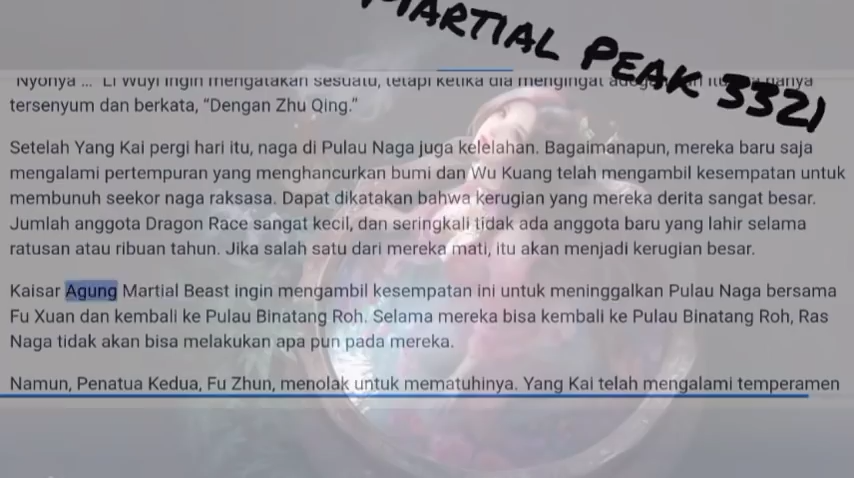 MARTIAL PEAK 3321
"Nyonya ... Li Wuyi ingin mengatakan sesuatu, tetapi ketika dia mengingat hanya
tersenyum dan berkata, “Dengan Zhu Qing.”
Setelah Yang Kai pergi hari itu, naga di Pulau Naga juga kelelahan. Bagaimanapun, mereka baru saja
mengalami pertempuran yang menghancurkan bumi dan Wu Kuang telah mengambil kesempatan untuk
membunuh seekor naga raksasa. Dapat dikatakan bahwa kerugian yang mereka derita sangat besar.
Jumlah anggota Dragon Race sangat kecil, dan seringkali tidak ada anggota baru yang lahir selama
ratusan atau ribuan tahun. Jika salah satu dari mereka mati, itu akan menjadi kerugian besar.
Kaisar Agung Martial Beast ingin mengambil kesempatan ini untuk meninggalkan Pulau Naga bersama
Fu Xuan dan kembali ke Pulau Binatang Roh. Selama mereka bisa kembali ke Pulau Binatang Roh, Ras
Naga tidak akan bisa melakukan apa pun pada mereka.
Namun, Penatua Kedua, Fu Zhun, menolak untuk mematuhinya. Yang Kai telah mengalami temperamen